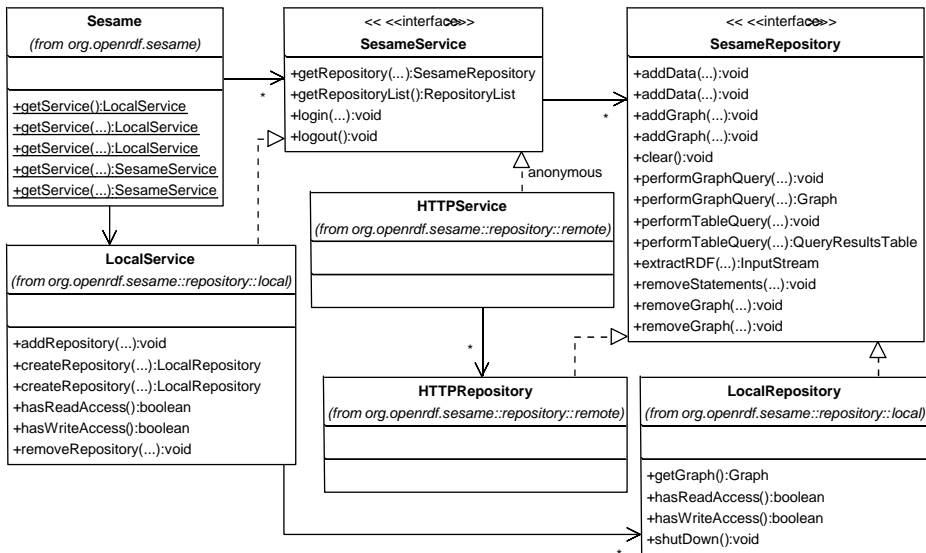 Sesame
(from org.openrdf.sesame)
+getService():LocalService
+getService(...):LocalService
+getService(...):LocalService
+getService(...):SesameService
+getService(...):SesameService
*
<< <<interface>>
SesameService
+getRepository(...):SesameRepository
+getRepositoryList():RepositoryList
+login(...):void
+logout():void
*
<< <<interface>>
SesameRepository
+addData(...):void
+addData(...):void
+addGraph(...):void
+addGraph(...):void
+clear():void
+performGraphQuery(...):void
+performGraphQuery(...):Graph
+performTableQuery(...):void
+performTableQuery(...):QueryResultsTable
+extractRDF(...):InputStream
+removeStatements(...):void
+removeGraph(...):void
+removeGraph(...):void
anonymous
HTTPService
(from org.openrdf.sesame::repository::remote)
*
LocalService
(from org.openrdf.sesame::repository::local)
+addRepository(...):void
+createRepository(...):LocalRepository
+createRepository(...):LocalRepository
+hasReadAccess():boolean
+hasWriteAccess():boolean
+removeRepository(...):void
HTTPRepository
(from org.openrdf.sesame::repository::remote)
LocalRepository
(from org.openrdf.sesame::repository::local)
+getGraph():Graph
+hasReadAccess():boolean
+hasWriteAccess():boolean
+shutDown():void
*